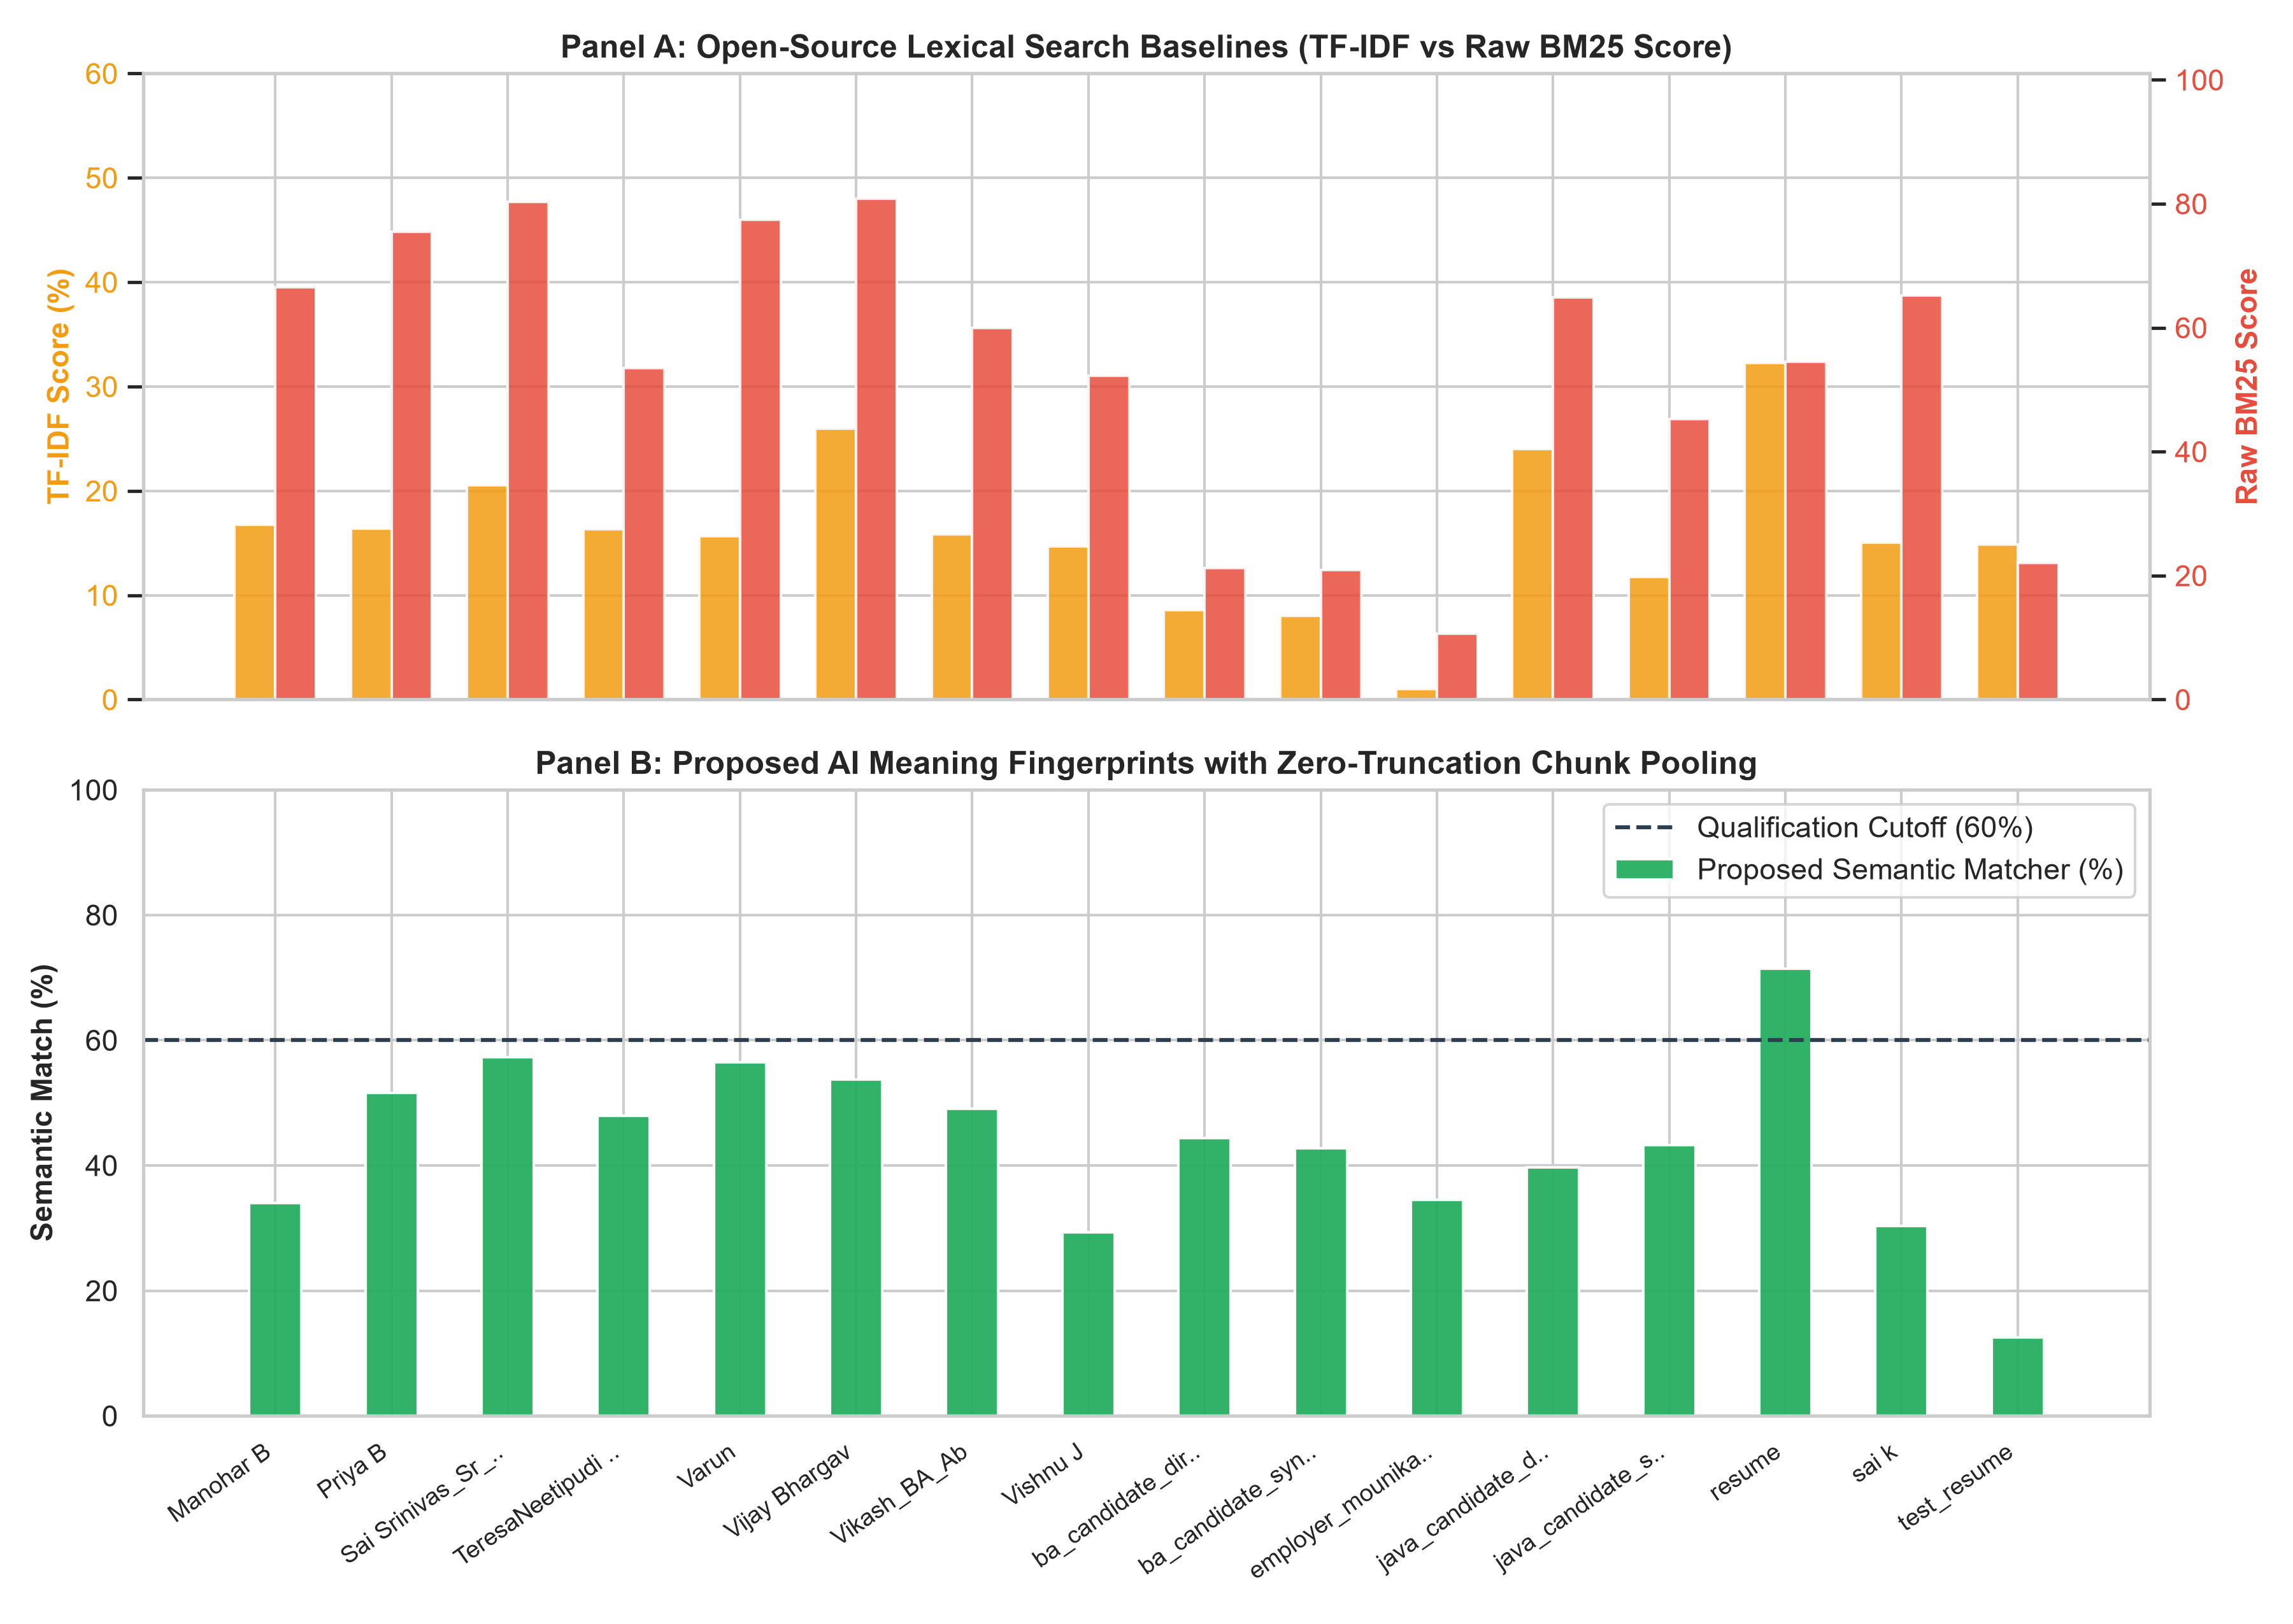 Panel A: Open-Source Lexical Search Baselines (TF-IDF vs Raw BM25 Score)
TF-IDF Score (%)
60
50
40
30
20
10
0
100
80
60
40
20
0
Raw BM25 Score
Panel B: Proposed AI Meaning Fingerprints with Zero-Truncation Chunk Pooling
Semantic Match (%)
100
80
60
40
20
0
Qualification Cutoff (60%)
Proposed Semantic Matcher (%)
Manohar B
Priya B
Sai Srinivas_Sr_..
TeresaNeetipudi ..
Varun
Vijay Bhargav
Vikash_BA_Ab
Vishnu J
ba_candidate_dir..
ba_candidate_syn..
employer_mounika..
java_candidate_d..
java_candidate_s..
resume
sai k
test_resume